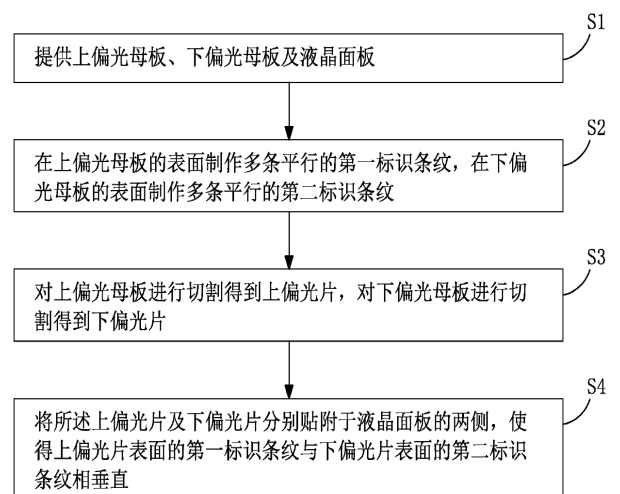 S1
提供上偏光母板、下偏光母板及液晶面板
S2
在上偏光母板的表面制作多条平行的第一标识条纹，在下偏
光母板的表面制作多条平行的第二标识条纹
S3
对上偏光母板进行切割得到上偏光片，对下偏光母板进行切
割得到下偏光片
S4
将所述上偏光片及下偏光片分别贴附于液晶面板的两侧，使
得上偏光片表面的第一标识条纹与下偏光片表面的第二标识
条纹相垂直